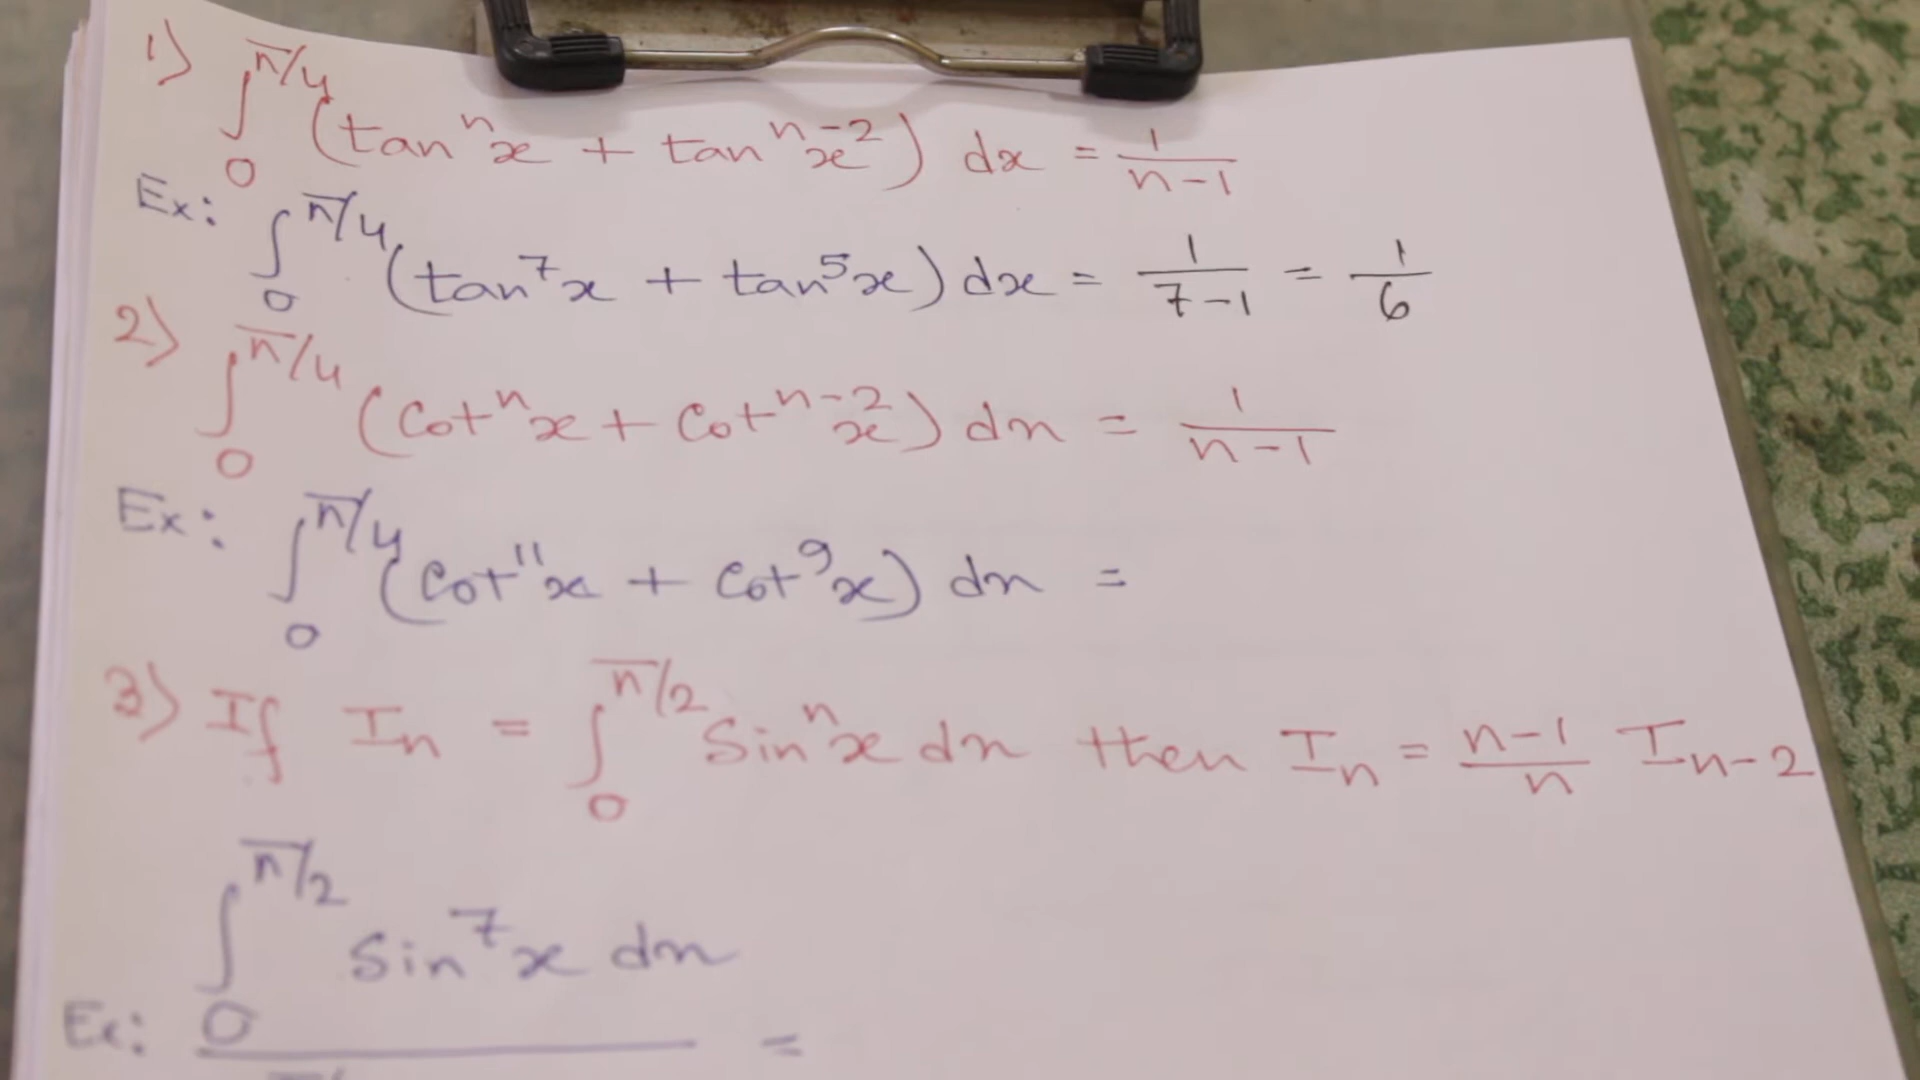 1) ∫₀^π/4 (tanⁿx + tanⁿ⁻²x) dx = 1/(n-1)
Ex: ∫₀^π/4 (tan⁷x + tan⁵x) dx = 1/(7-1) = 1/6
2) ∫₀^π/4 (Cotⁿx + Cotⁿ⁻²x) dx = 1/(n-1)
Ex: ∫₀^π/4 (Cot¹¹x + Cot⁹x) dx =
3) If Iₙ = ∫₀^π/2 Sinⁿx dx then Iₙ = (n-1)/n Iₙ₋₂
∫₀^π/2 Sin⁷x dx
Ex: =